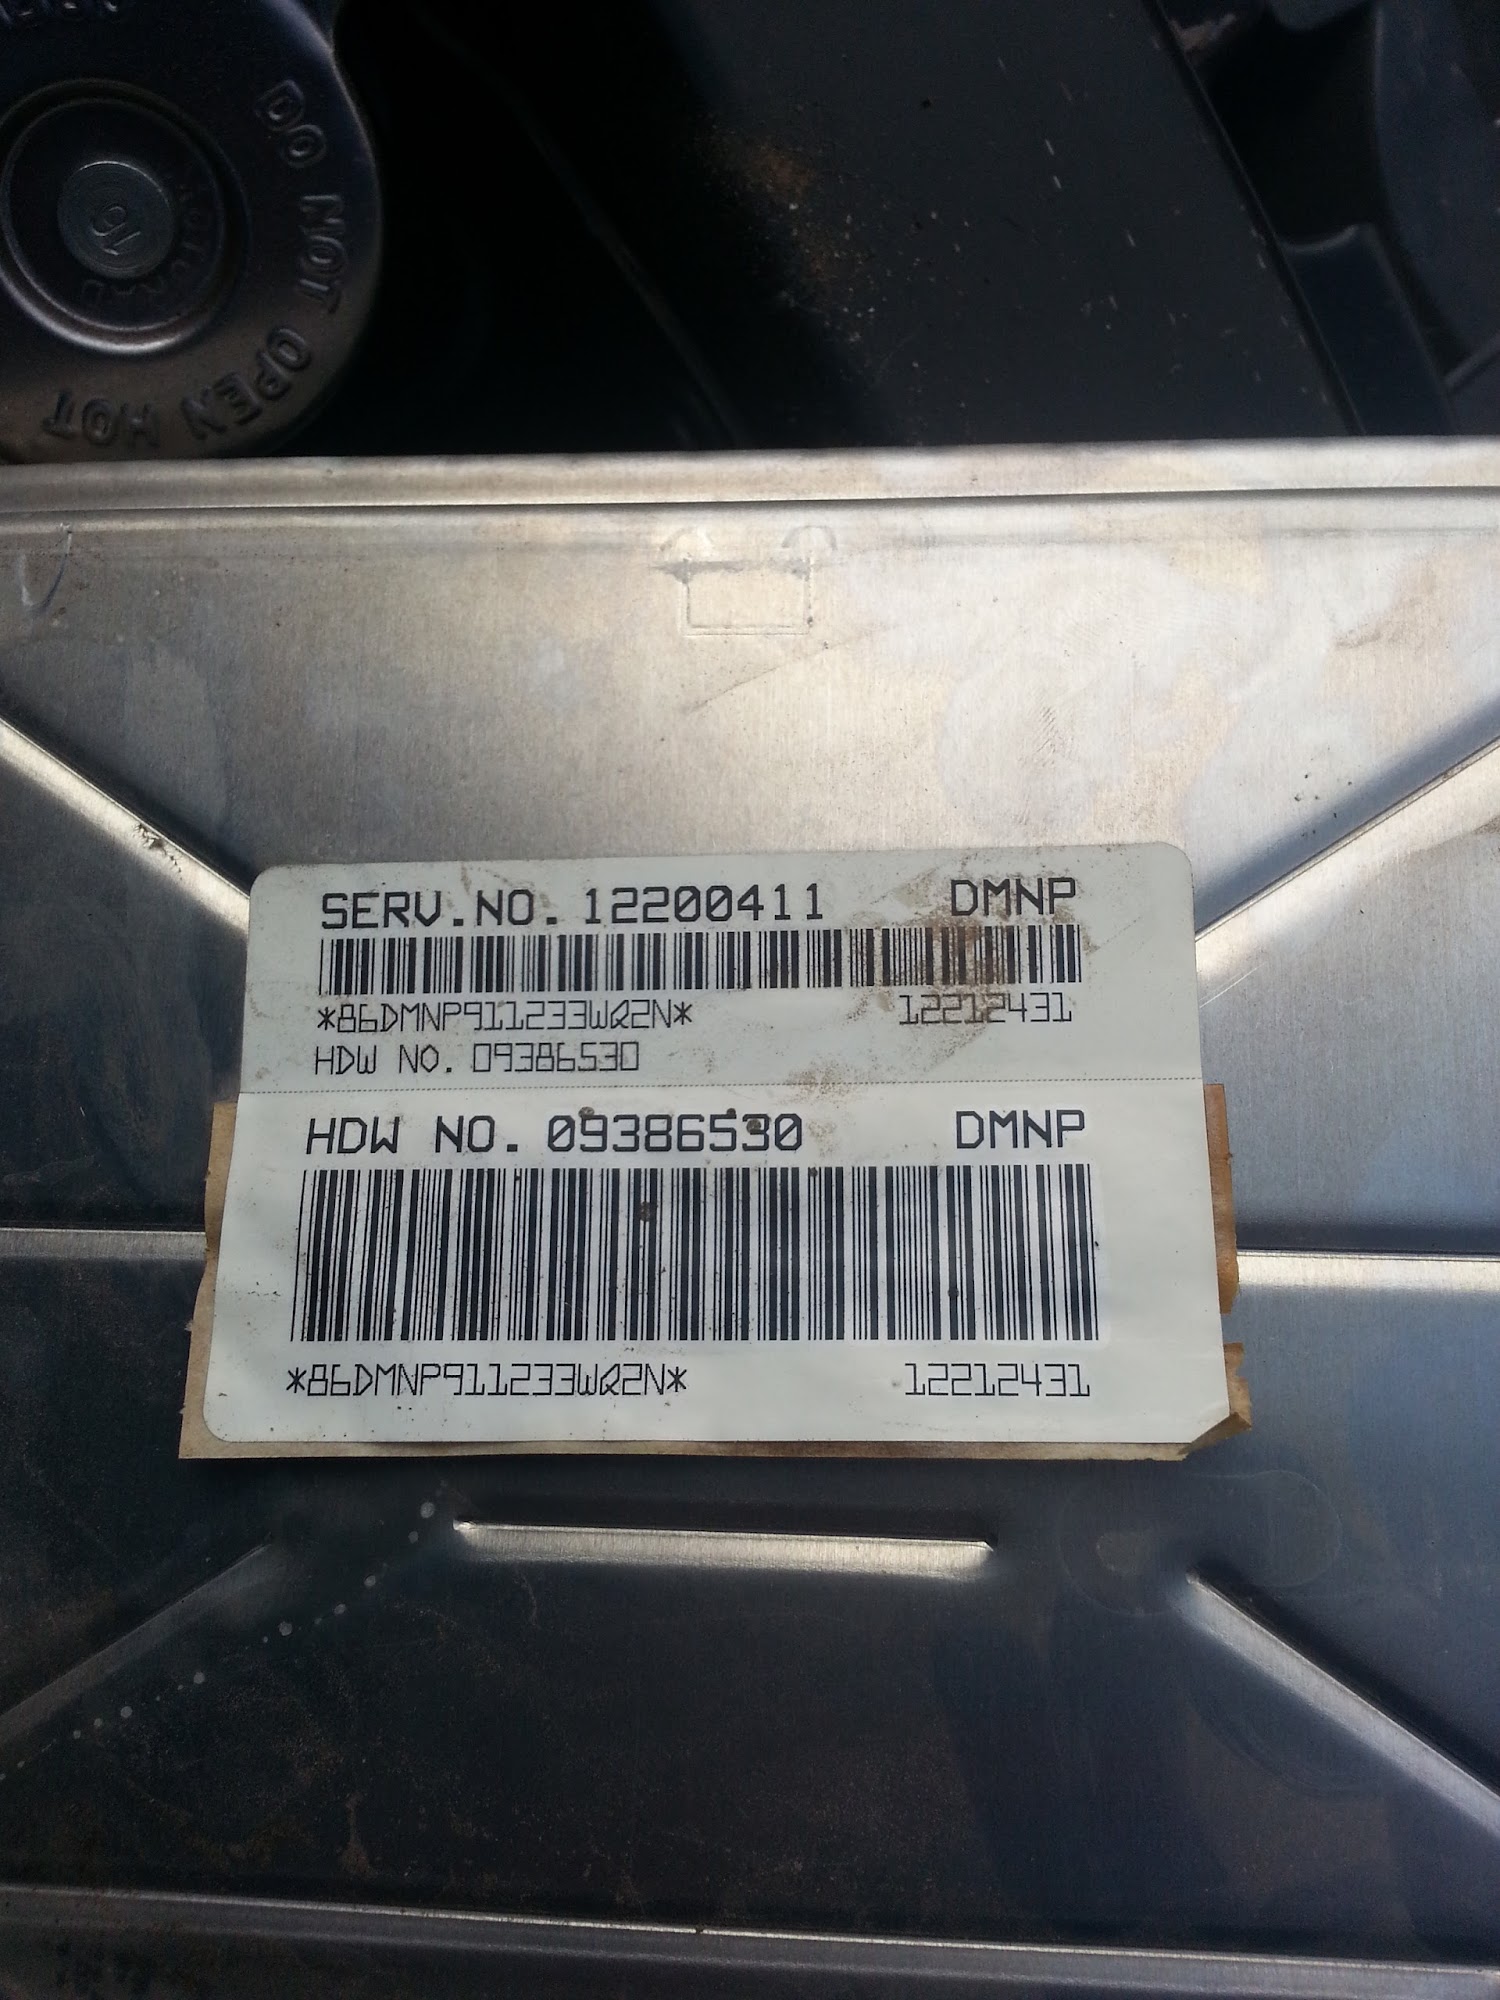 DO NOT OPEN HOT
16
SERV.NO. 12200411 DMNP
*86DMNP911233WQ2N* 12212431
HDW NO. 09386530
HDW NO. 09386530 DMNP
*86DMNP911233WQ2N* 12212431